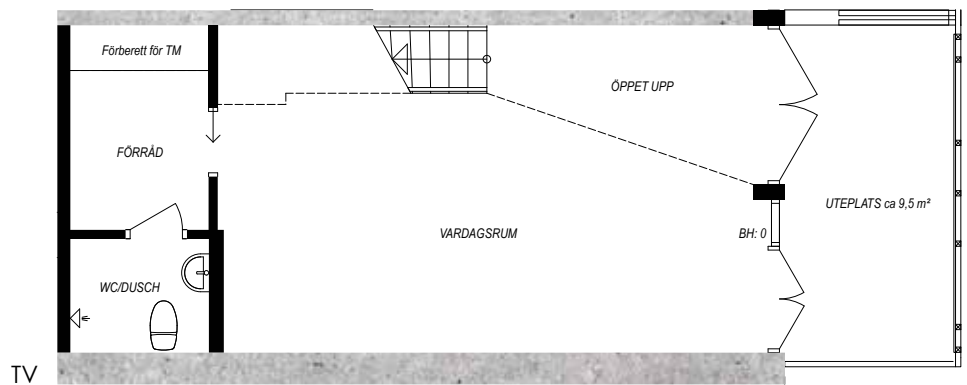 Förberett för TM
ÖPPET UPP
FÖRRÅD
UTEPLATS ca 9,5 m²
VARDAGSRUM
BH: 0
WC/DUSCH
TV